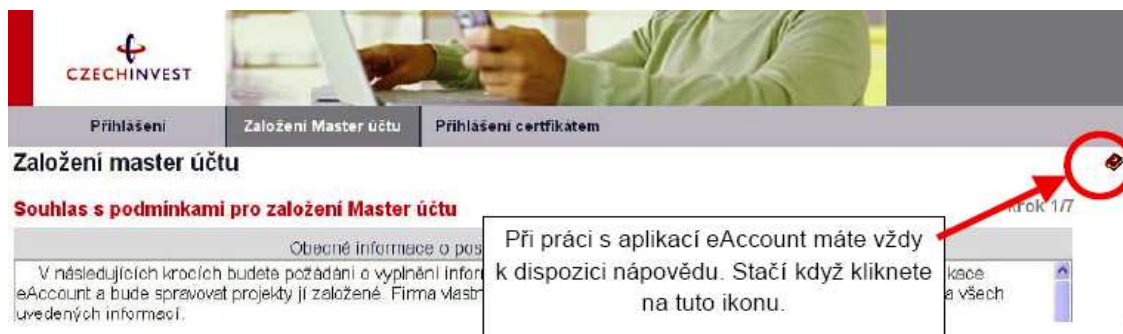 CZECHINVEST
Přihlášení Založení Master účtu Přihlášení certfikátem
Založení master účtu
Souhlas s podmínkami pro založení Master účtu
krok 1/7
Obecné informace o pos
Při práci s aplikací eAccount máte vždy
k dispozici nápovědu. Stačí když kliknete
na tuto ikonu.
V následujících krocích budete požádáni o vyplnění infor kace
eAccount a bude spravovat projekty jí založené. Firma vlastr a všech
uvedených informací.